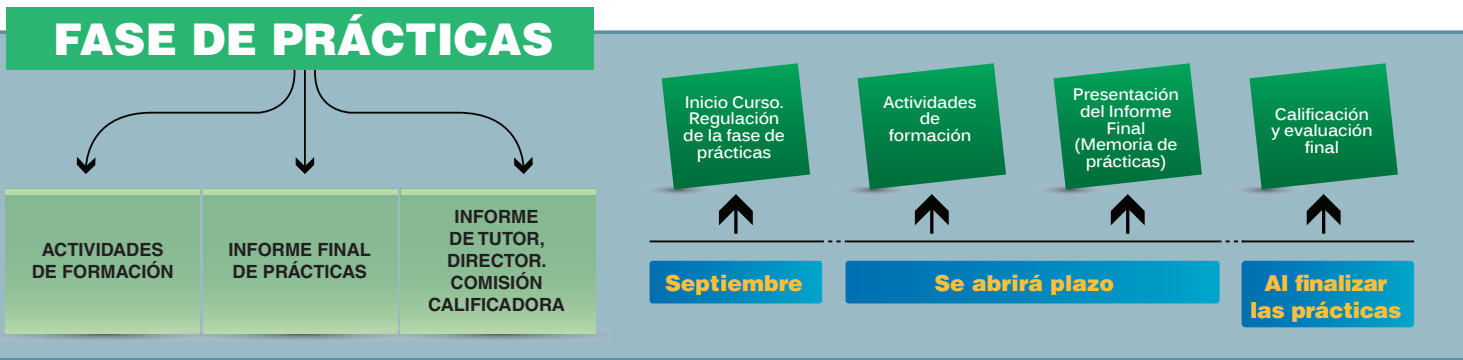 FASE DE PRÁCTICAS
ACTIVIDADES
DE FORMACIÓN
INFORME FINAL
DE PRÁCTICAS
INFORME
DE TUTOR,
DIRECTOR.
COMISIÓN
CALIFICADORA
Inicio Curso.
Regulación
de la fase de
prácticas
Actividades
de
formación
Presentación
del Informe
Final
(Memoria de
prácticas)
Calificación
y evaluación
final
Septiembre
Se abrirá plazo
Al finalizar
las prácticas